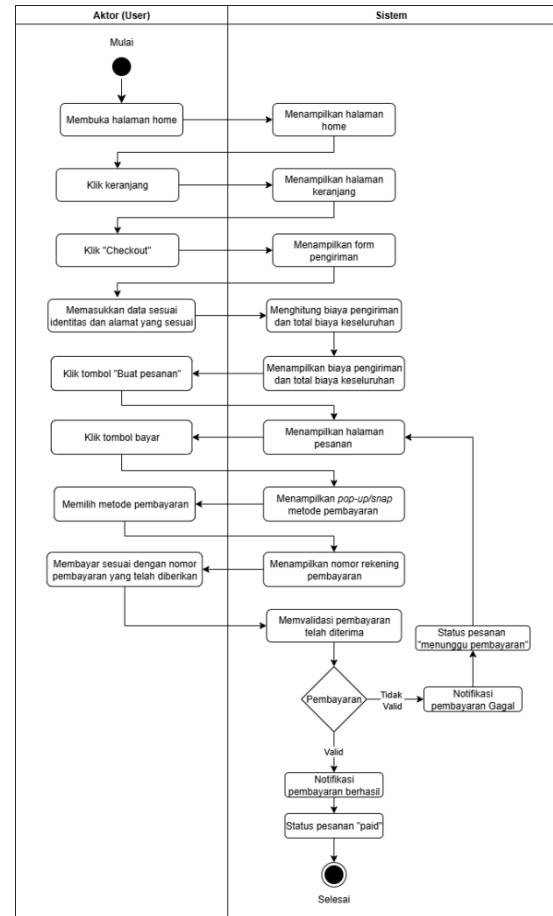 Aktor (User)
Sistem
Mulai
Membuka halaman home
Menampilkan halaman
home
Klik keranjang
Menampilkan halaman
keranjang
Klik "Checkout"
Menampilkan form
pengiriman
Memasukkan data sesuai
identitas dan alamat yang sesuai
Menghitung biaya pengiriman
dan total biaya keseluruhan
Klik tombol "Buat pesanan"
Menampilkan biaya pengiriman
dan total biaya keseluruhan
Klik tombol bayar
Menampilkan halaman
pesanan
Memilih metode pembayaran
Menampilkan pop-up/snap
metode pembayaran
Membayar sesuai dengan nomor
pembayaran yang telah diberikan
Menampilkan nomor rekening
pembayaran
Memvalidasi pembayaran
telah diterima
Status pesanan
"menunggu pembayaran"
Pembayaran
Tidak
Valid
Notifikasi
pembayaran Gagal
Valid
Notifikasi
pembayaran berhasil
Status pesanan "paid"
Selesai